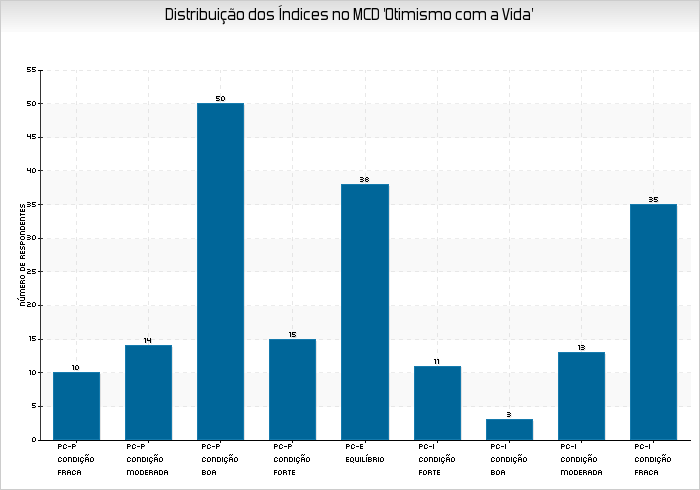 Distribuição dos Índices no MCD 'Otimismo com a Vida'
NÚMERO DE RESPONDENTES
55
50
45
40
35
30
25
20
15
10
5
0
10
14
50
15
38
11
3
13
35
PC-P
CONDIÇÃO
FRACA
PC-P
CONDIÇÃO
MODERADA
PC-P
CONDIÇÃO
BOA
PC-P
CONDIÇÃO
FORTE
PC-E
EQUILÍBRIO
PC-I
CONDIÇÃO
FORTE
PC-I
CONDIÇÃO
BOA
PC-I
CONDIÇÃO
MODERADA
PC-I
CONDIÇÃO
FRACA